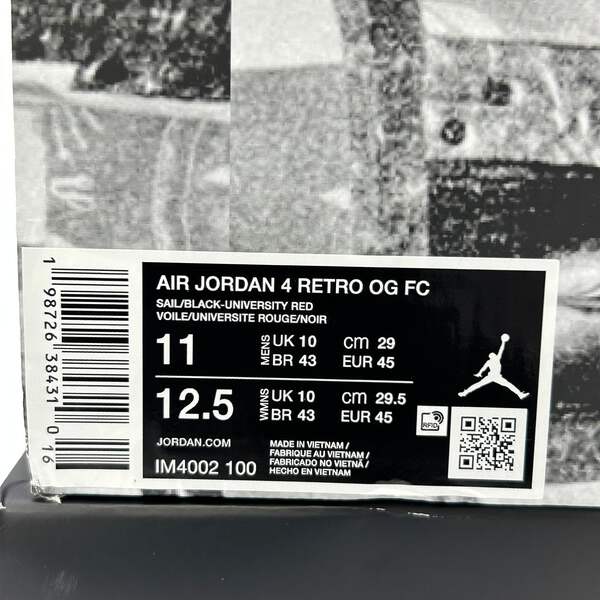 AIR JORDAN 4 RETRO OG FC
SAIL/BLACK-UNIVERSITY RED
VOILE/UNIVERSITE ROUGE/NOIR
11 MENS UK 10 CM 29
BR 43 EUR 45
12.5 WMNS UK 10 CM 29.5
BR 43 EUR 45
JORDAN.COM
IM4002 100
MADE IN VIETNAM /
FABRIQUE AU VIETNAM /
FABRICADO NO VIETNÃ /
HECHO EN VIETNAM
RFID
1 98726 38431 0 16